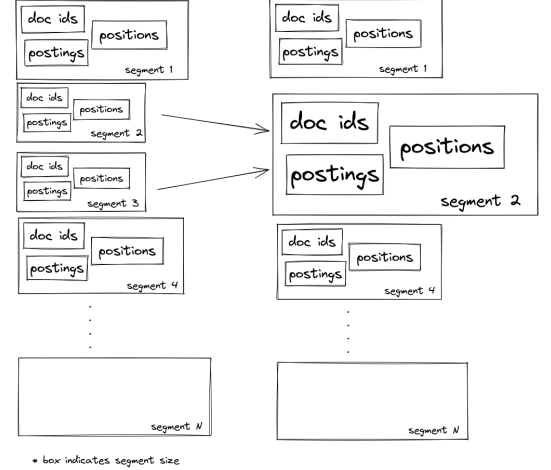 doc ids
positions
postings
segment 1
doc ids
positions
postings
segment 2
doc ids
positions
postings
segment 3
doc ids
positions
postings
segment 4
segment N
* box indicates segment size
doc ids
positions
postings
segment 1
doc ids
positions
postings
segment 2
doc ids
positions
postings
segment 4
segment N